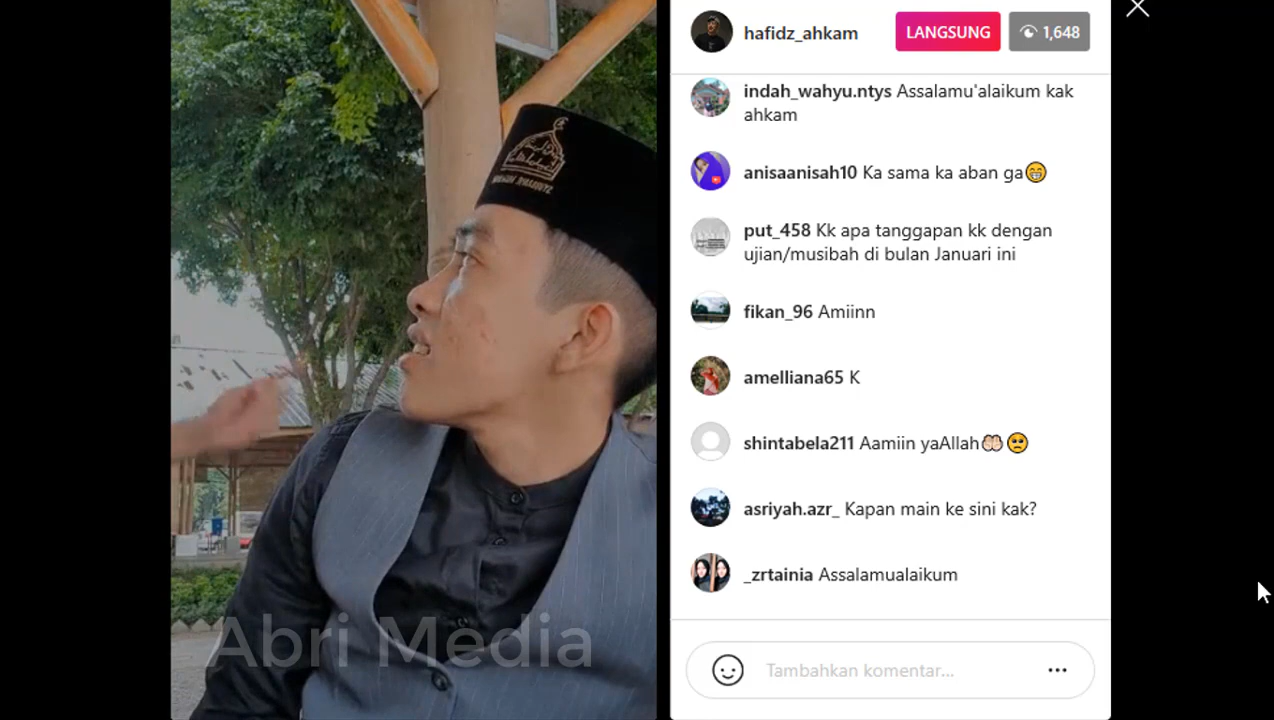 hafidz_ahkam
LANGSUNG
1,648
indah_wahyu.ntys Assalamu'alaikum kak
ahkam
anisaanisah10 Ka sama ka aban ga😁
put_458 Kk apa tanggapan kk dengan
ujian/musibah di bulan Januari ini
fikan_96 Amiinn
amelliana65 K
shintabela211 Aamiin yaAllah🤲🏻🥺
asriyah.azr_ Kapan main ke sini kak?
_zrtainia Assalamualaikum
Tambahkan komentar...
Abri Media